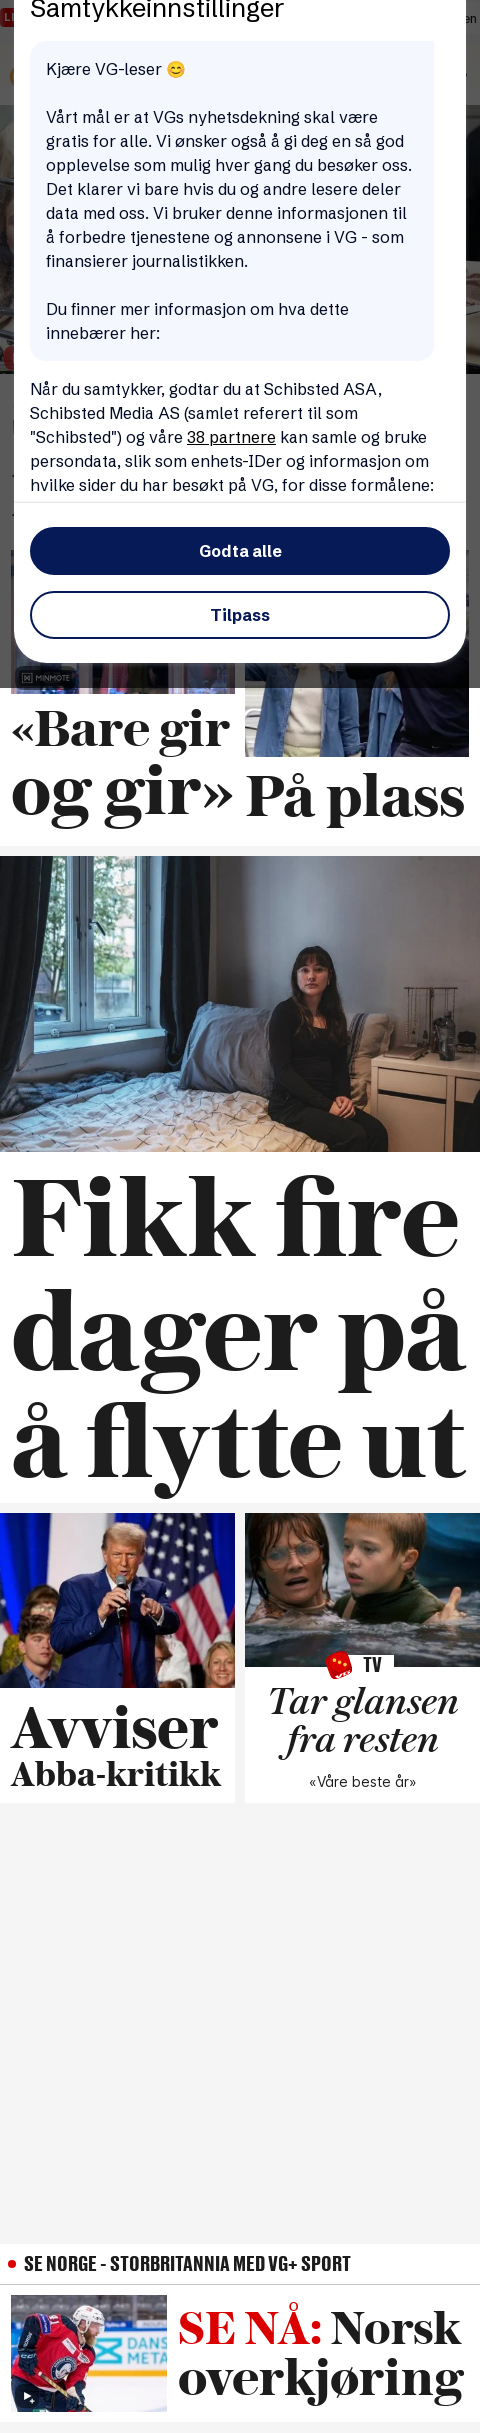 Samtykkeinnstillinger
Kjære VG-leser 😊
Vårt mål er at VGs nyhetsdekning skal være
gratis for alle. Vi ønsker også å gi deg en så god
opplevelse som mulig hver gang du besøker oss.
Det klarer vi bare hvis du og andre lesere deler
data med oss. Vi bruker denne informasjonen til
å forbedre tjenestene og annonsene i VG - som
finansierer journalistikken.
Du finner mer informasjon om hva dette
innebærer her:
Når du samtykker, godtar du at Schibsted ASA,
Schibsted Media AS (samlet referert til som
"Schibsted") og våre 38 partnere kan samle og bruke
persondata, slik som enhets-IDer og informasjon om
hvilke sider du har besøkt på VG, for disse formålene:
Godta alle
Tilpass
MINMOTE
«Bare gir
og gir»
På plass
Fikk fire
dager på
å flytte ut
Avviser
Abba-kritikk
TV
Tar glansen
fra resten
«Våre beste år»
SE NORGE - STORBRITANNIA MED VG+ SPORT
DANS
META
SE NÅ: Norsk
overkjøring